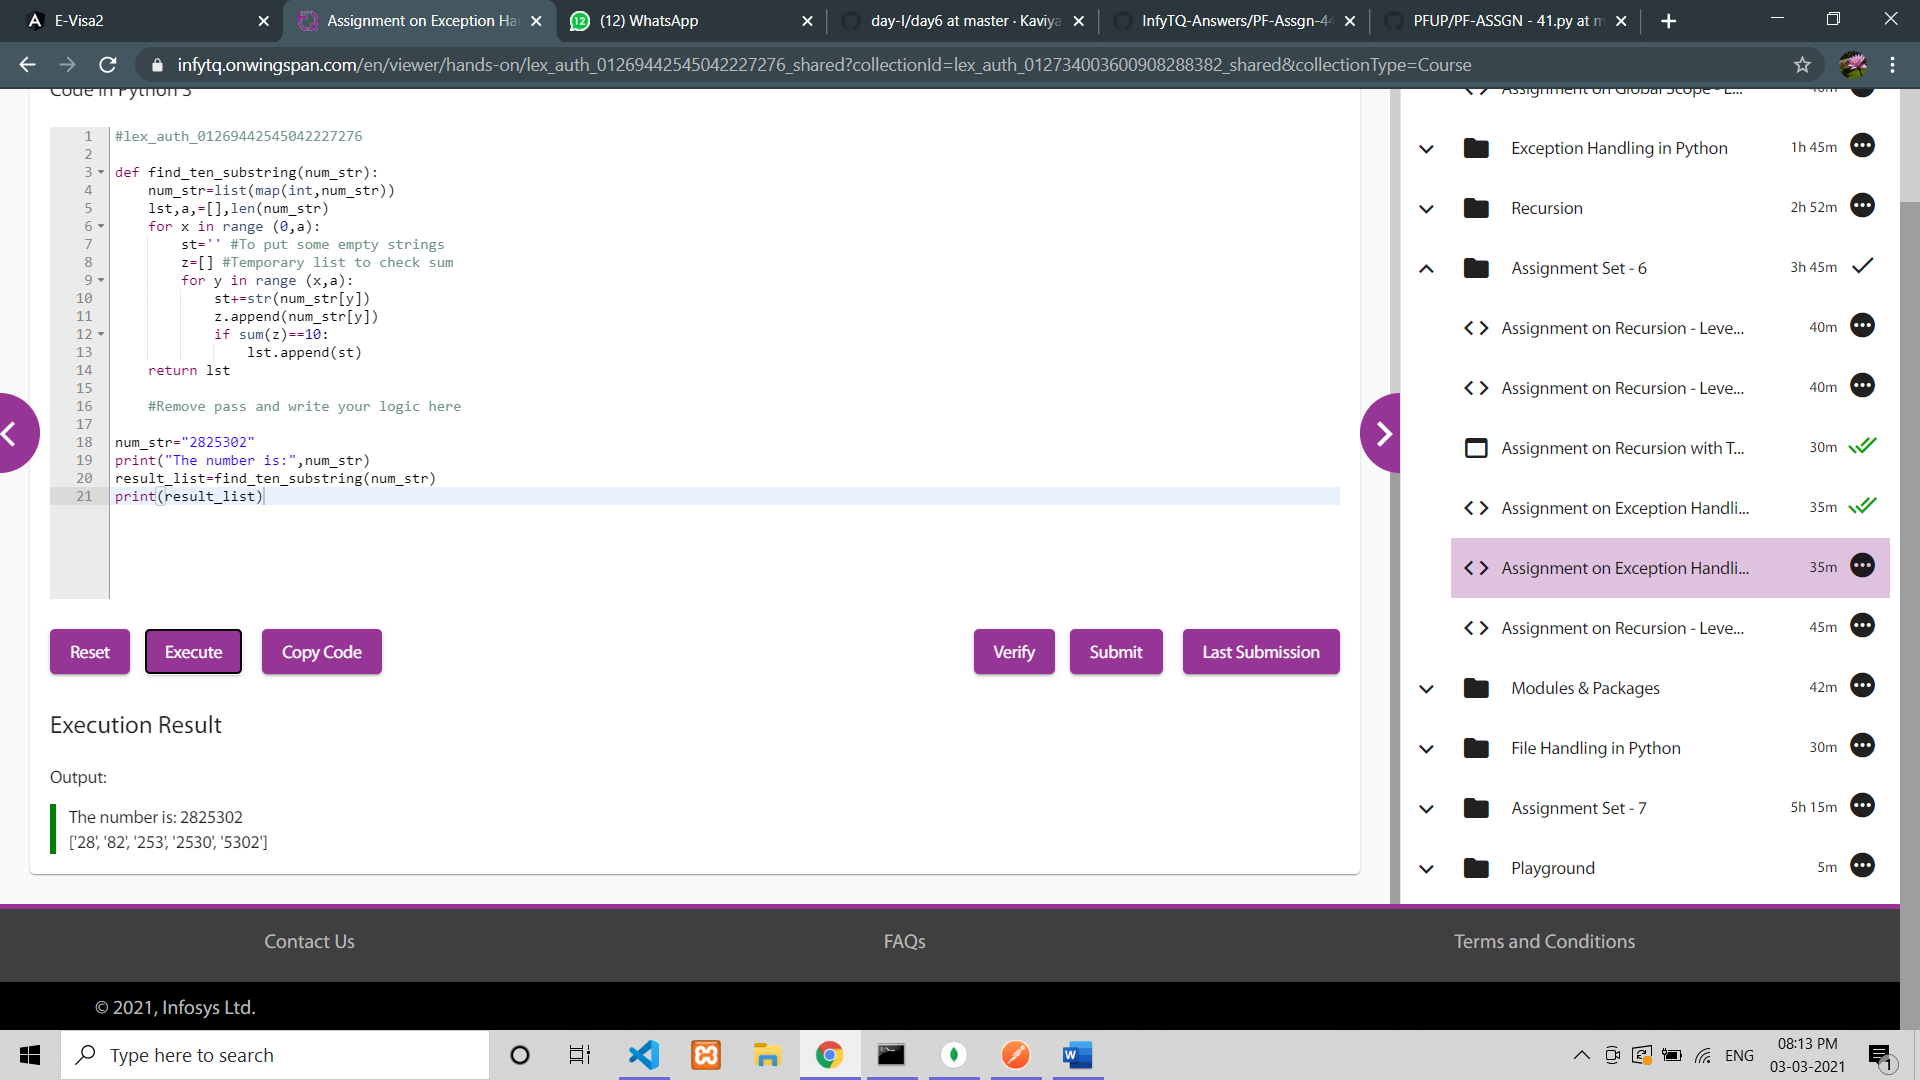 E-Visa2
Assignment on Exception Ha
(12) WhatsApp
day-I/day6 at master · Kaviya
InfyTQ-Answers/PF-Assgn-44
PFUP/PF-ASSGN - 41.py at m
infytq.onwingspan.com/en/viewer/hands-on/lex_auth_01269442545042227276_shared?collectionId=lex_auth_012734003600908288382_shared&collectionType=Course
Code in Python 3
1 #lex_auth_01269442545042227276
2
3 def find_ten_substring(num_str):
4 num_str=list(map(int,num_str))
5 lst,a,=[],len(num_str)
6 for x in range (0,a):
7 st='' #To put some empty strings
8 z=[] #Temporary list to check sum
9 for y in range (x,a):
10 st+=str(num_str[y])
11 z.append(num_str[y])
12 if sum(z)==10:
13 lst.append(st)
14 return lst
15
16 #Remove pass and write your logic here
17
18 num_str="2825302"
19 print("The number is:",num_str)
20 result_list=find_ten_substring(num_str)
21 print(result_list)
Reset
Execute
Copy Code
Verify
Submit
Last Submission
Execution Result
Output:
The number is: 2825302
['28', '82', '253', '2530', '5302']
Assignment on Global Scope - L... 40m
Exception Handling in Python 1h 45m
Recursion 2h 52m
Assignment Set - 6 3h 45m
Assignment on Recursion - Leve... 40m
Assignment on Recursion - Leve... 40m
Assignment on Recursion with T... 30m
Assignment on Exception Handli... 35m
Assignment on Exception Handli... 35m
Assignment on Recursion - Leve... 45m
Modules & Packages 42m
File Handling in Python 30m
Assignment Set - 7 5h 15m
Playground 5m
Contact Us
FAQs
Terms and Conditions
© 2021, Infosys Ltd.
Type here to search
ENG
08:13 PM
03-03-2021
1